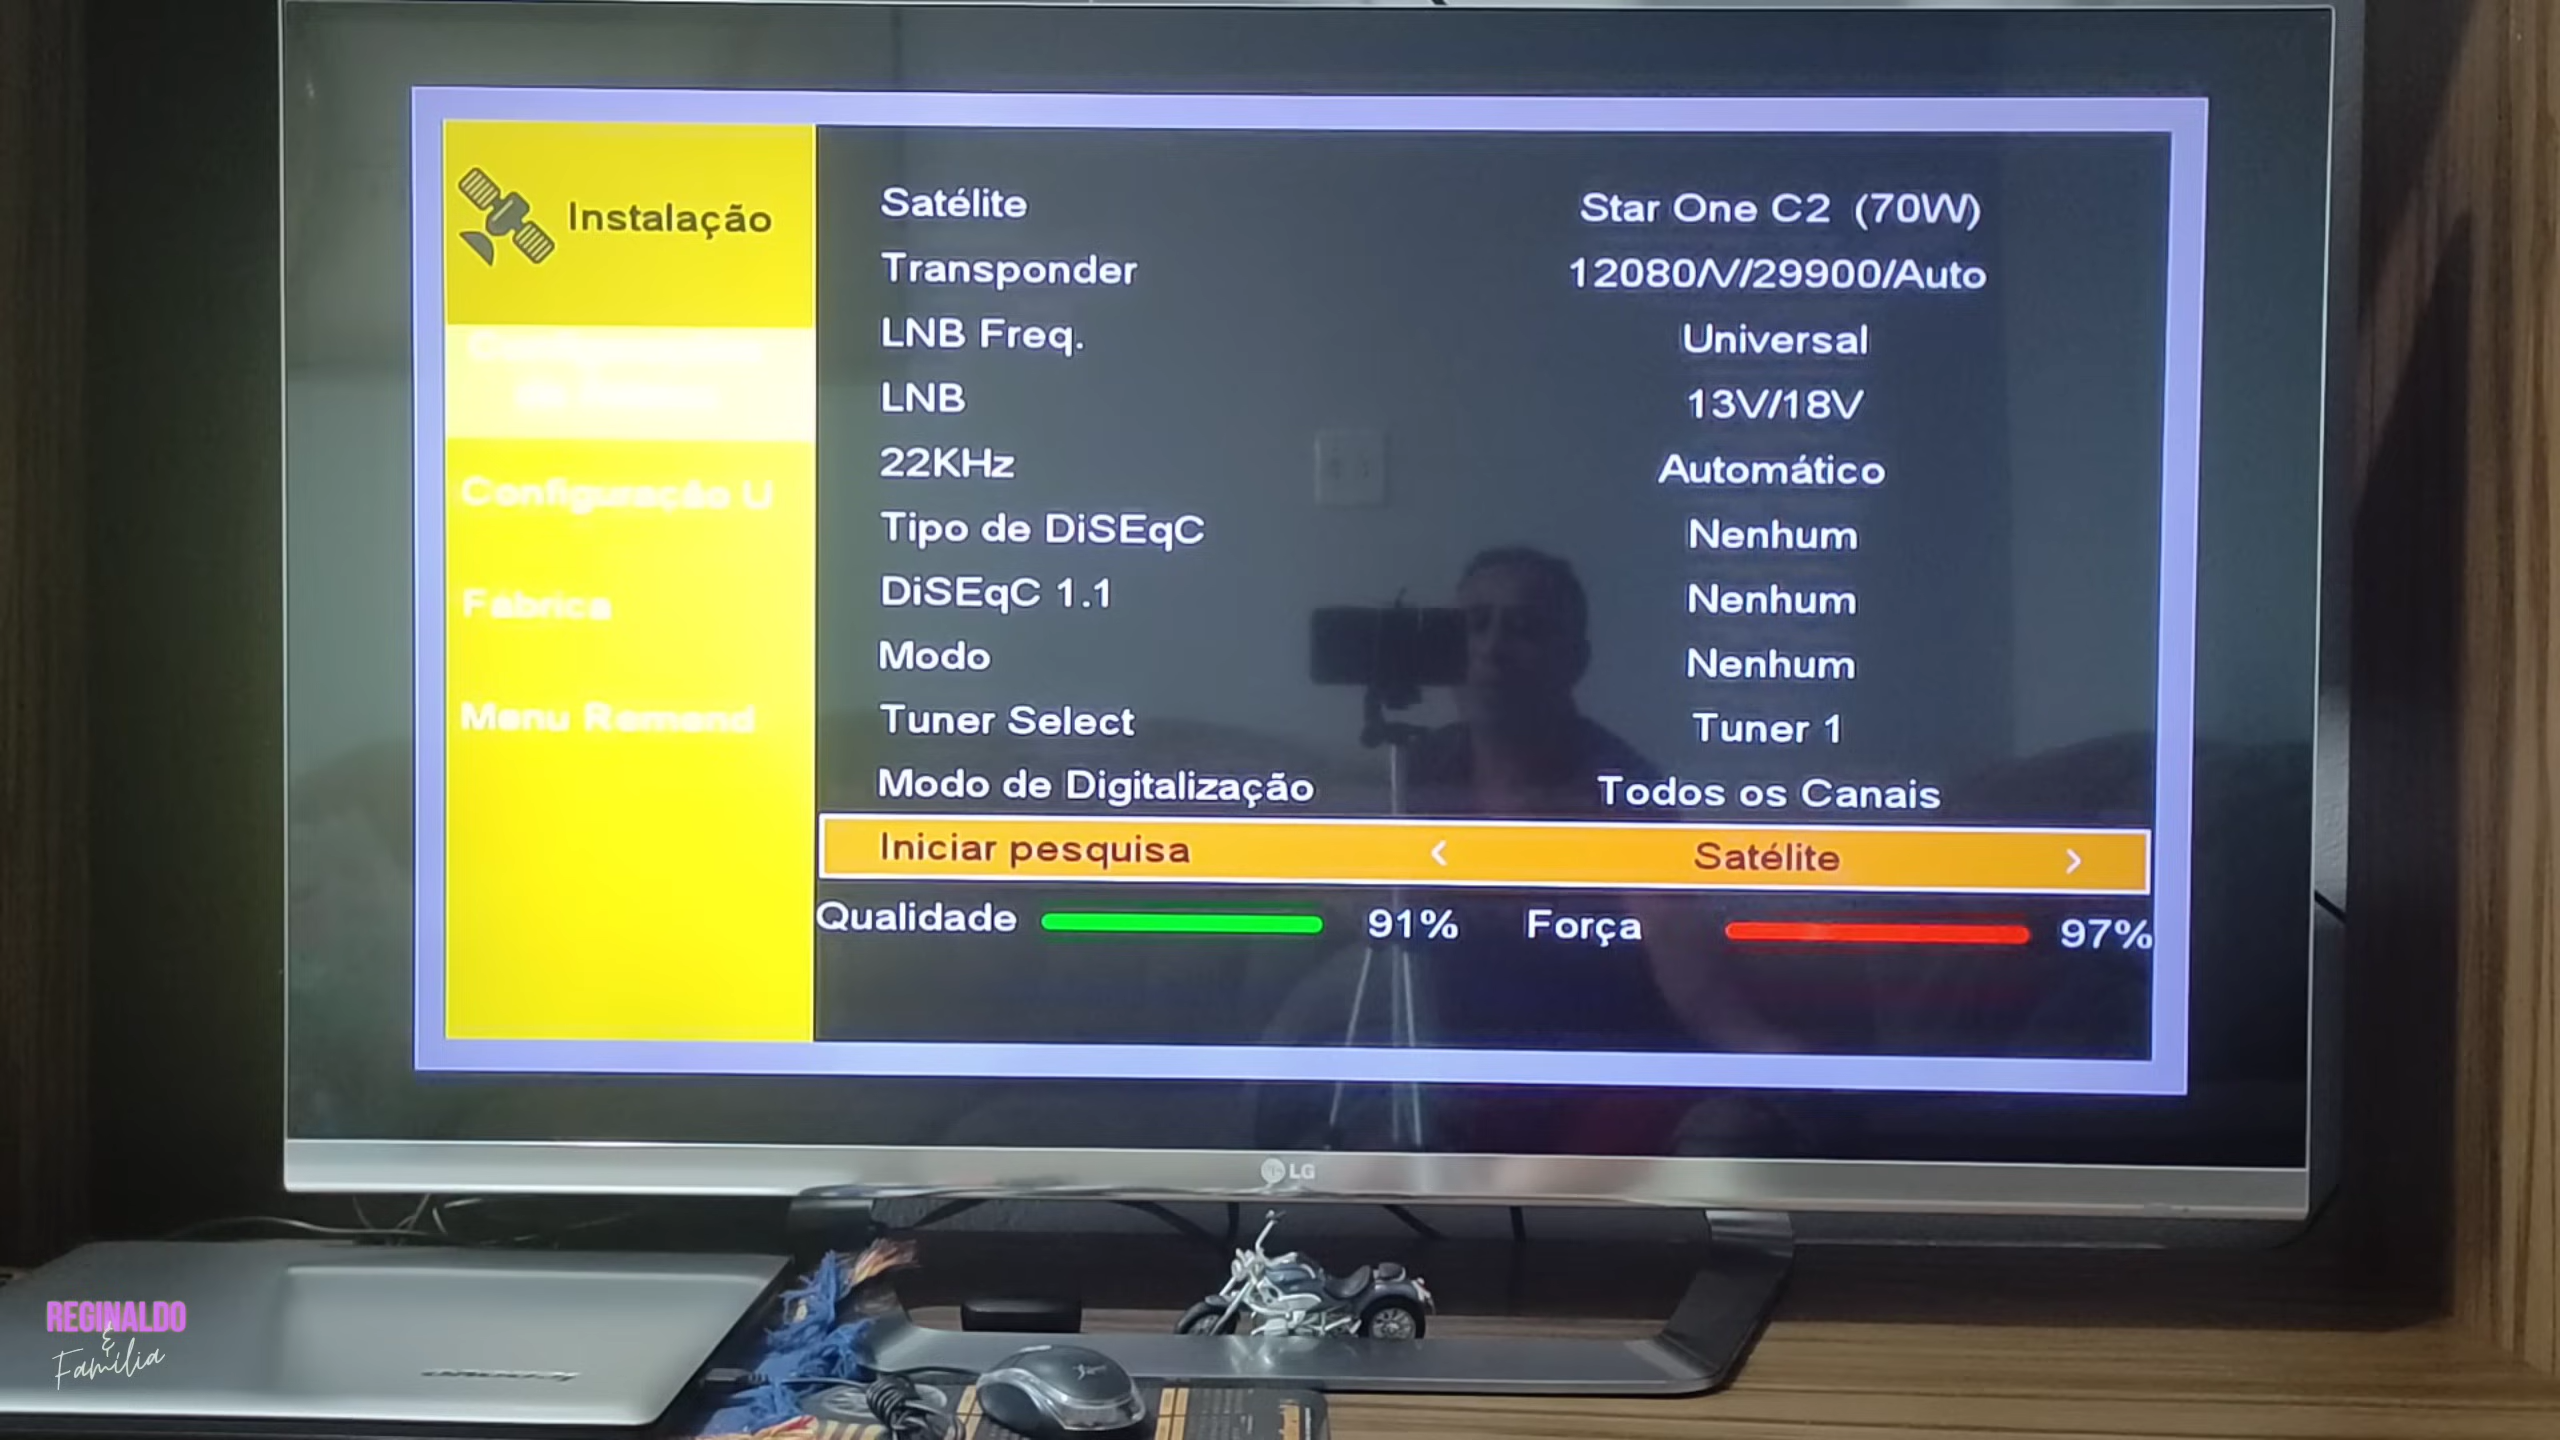 Instalação
Configuração U
Fábrica
Menu Remend
Satélite Star One C2 (70W)
Transponder 12080/V/29900/Auto
LNB Freq. Universal
LNB 13V/18V
22KHz Automático
Tipo de DiSEqC Nenhum
DiSEqC 1.1 Nenhum
Modo Nenhum
Tuner Select Tuner 1
Modo de Digitalização Todos os Canais
Iniciar pesquisa < Satélite >
Qualidade 91% Força 97%
LG
REGINALDO
&
Família